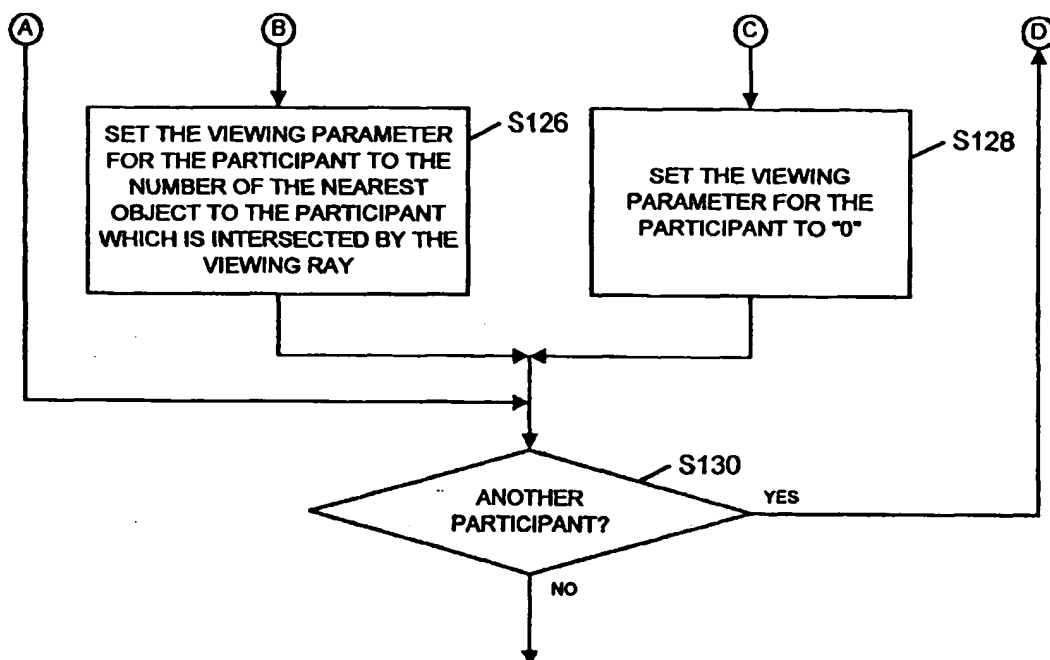 A
B
C
D
SET THE VIEWING PARAMETER
FOR THE PARTICIPANT TO THE
NUMBER OF THE NEAREST
OBJECT TO THE PARTICIPANT
WHICH IS INTERSECTED BY THE
VIEWING RAY
S126
SET THE VIEWING
PARAMETER FOR THE
PARTICIPANT TO "0"
S128
ANOTHER
PARTICIPANT?
S130
YES
NO